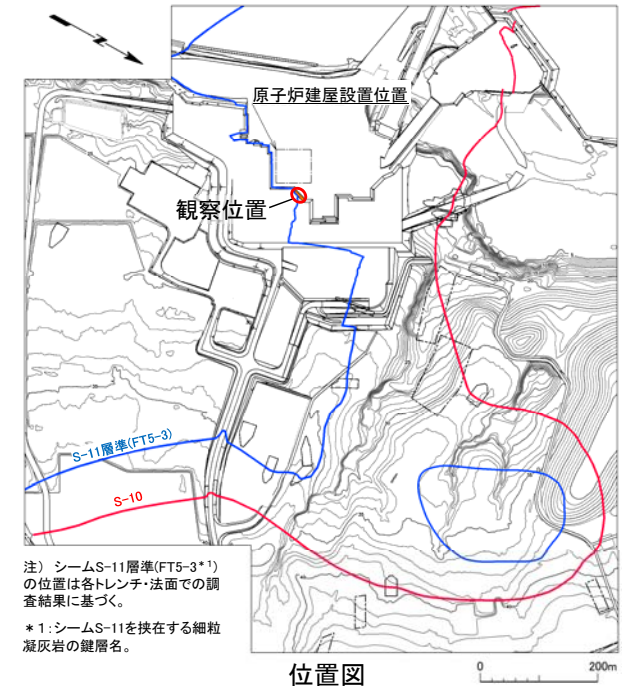 N
原子炉建屋設置位置
観察位置
S-11層準(FT5-3)
S-10
注） シームS-11層準(FT5-3*1)
の位置は各トレンチ・法面での調
査結果に基づく。
*1:シームS-11を挟在する細粒
凝灰岩の鍵層名。
位置図
0 200m